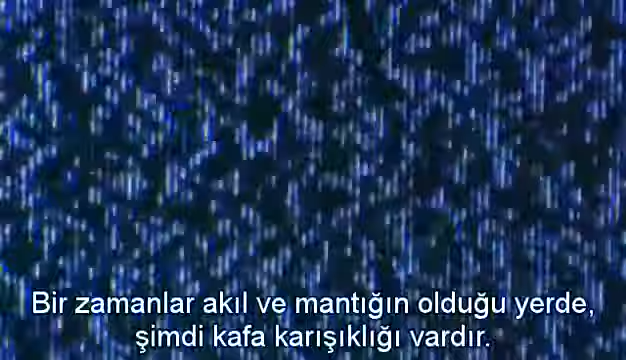 Bir zamanlar akıl ve mantığın olduğu yerde,
şimdi kafa karışıklığı vardır.